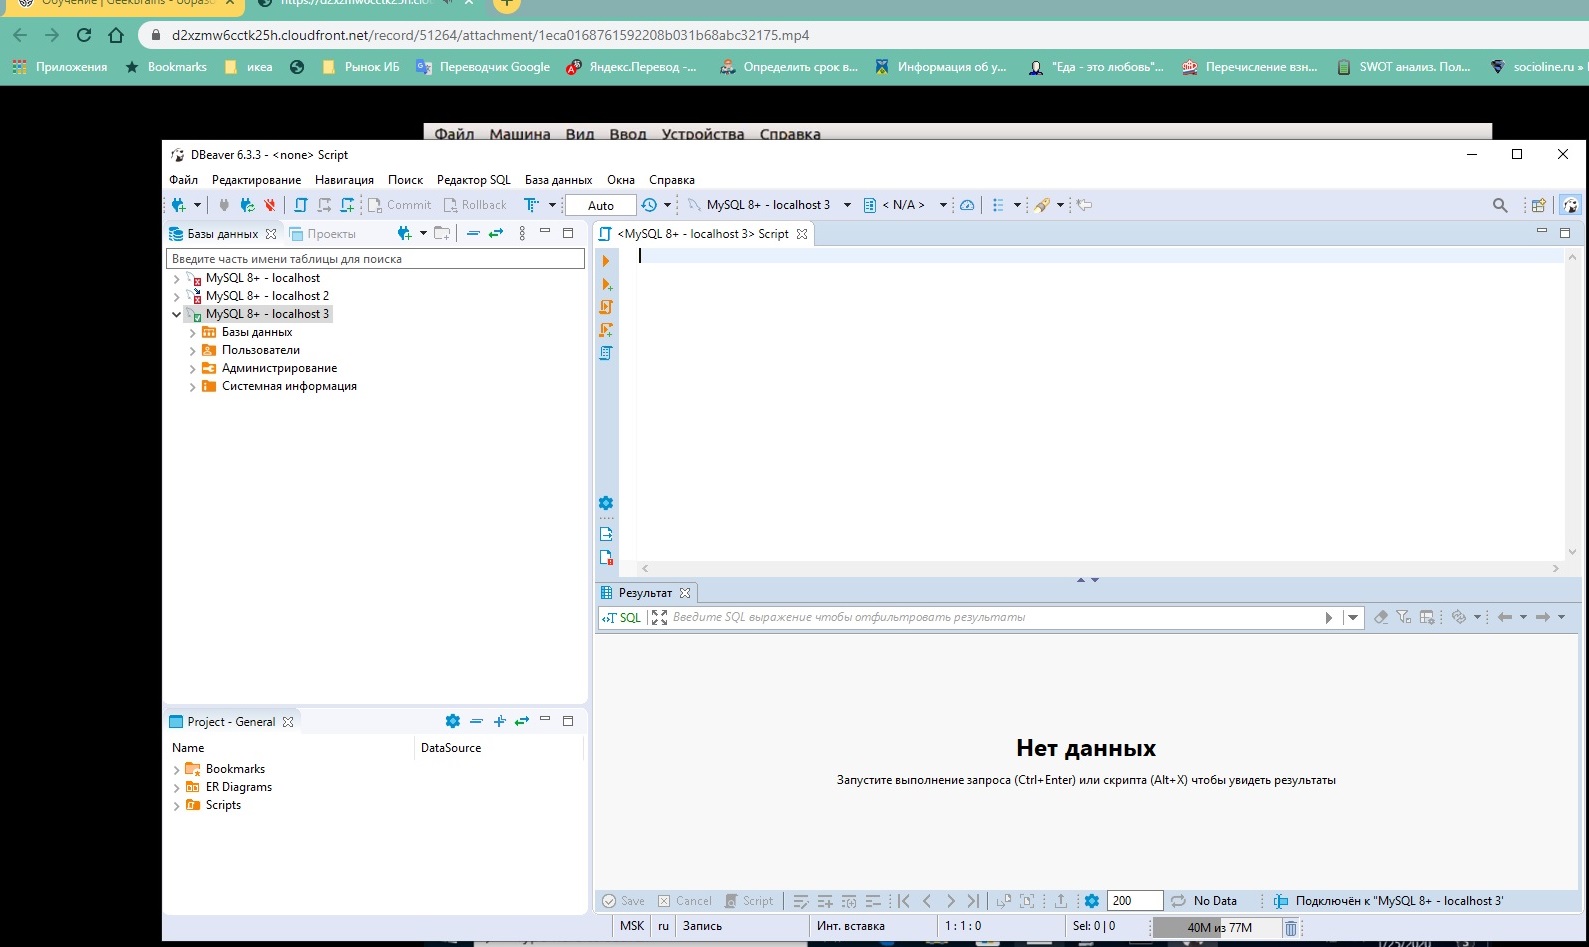 Обучение | GeekBrains - образо
https://d2xzmw6cctk25h.clou
d2xzmw6cctk25h.cloudfront.net/record/51264/attachment/1eca0168761592208b031b68abc32175.mp4
Приложения Bookmarks икеа Рынок ИБ Переводчик Google Яндекс.Перевод -... Определить срок в... Информация об у... "Еда - это любовь"... Перечисление взн... SWOT анализ. Пол... socioline.ru »
Файл Машина Вид Ввод Устройства Справка
DBeaver 6.3.3 - <none> Script
Файл Редактирование Навигация Поиск Редактор SQL База данных Окна Справка
Commit Rollback Auto MySQL 8+ - localhost 3 < N/A >
Базы данных Проекты
<MySQL 8+ - localhost 3> Script
Введите часть имени таблицы для поиска
MySQL 8+ - localhost
MySQL 8+ - localhost 2
MySQL 8+ - localhost 3
Базы данных
Пользователи
Администрирование
Системная информация
Результат
SQL Введите SQL выражение чтобы отфильтровать результаты
Project - General
Name DataSource
Bookmarks
ER Diagrams
Scripts
Нет данных
Запустите выполнение запроса (Ctrl+Enter) или скрипта (Alt+X) чтобы увидеть результаты
Save Cancel Script 200 No Data Подключён к "MySQL 8+ - localhost 3"
MSK ru Запись Инт. вставка 1 : 1 : 0 Sel: 0 | 0 40M из 77M
1/25/2020